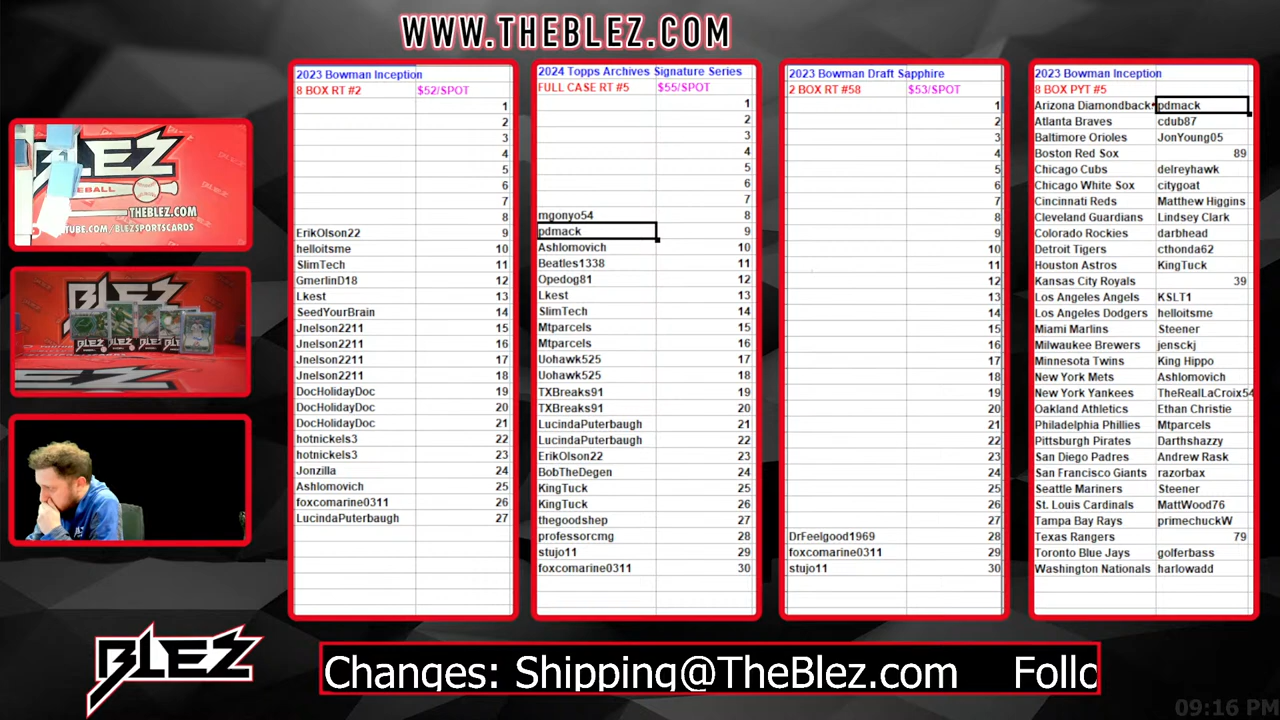 WWW.THEBLEZ.COM
BLEZ
BASEBALL
THEBLEZ.COM
YOUTUBE.COM/BLEZSPORTSCARDS
BLEZ
2023 Bowman Inception
8 BOX RT #2 $52/SPOT
1
2
3
4
5
6
7
8
ErikOlson22 9
helloitsme 10
SlimTech 11
GmerlinD18 12
Lkest 13
SeedYourBrain 14
Jnelson2211 15
Jnelson2211 16
Jnelson2211 17
Jnelson2211 18
DocHolidayDoc 19
DocHolidayDoc 20
DocHolidayDoc 21
hotnickels3 22
hotnickels3 23
Jonzilla 24
Ashlomovich 25
foxcomarine0311 26
LucindaPuterbaugh 27
2024 Topps Archives Signature Series
FULL CASE RT #5 $55/SPOT
1
2
3
4
5
6
7
mgonyo54 8
pdmack 9
Ashlomovich 10
Beatles1338 11
Opedog81 12
Lkest 13
SlimTech 14
Mtparcels 15
Mtparcels 16
Uohawk525 17
Uohawk525 18
TXBreaks91 19
TXBreaks91 20
LucindaPuterbaugh 21
LucindaPuterbaugh 22
ErikOlson22 23
BobTheDegen 24
KingTuck 25
KingTuck 26
thegoodshep 27
professorcmg 28
stujo11 29
foxcomarine0311 30
2023 Bowman Draft Sapphire
2 BOX RT #58 $53/SPOT
1
2
3
4
5
6
7
8
9
10
11
12
13
14
15
16
17
18
19
20
21
22
23
24
25
26
27
DrFeelgood1969 28
foxcomarine0311 29
stujo11 30
2023 Bowman Inception
8 BOX PYT #5
Arizona Diamondback pdmack
Atlanta Braves cdub87
Baltimore Orioles JonYoung05
Boston Red Sox 89
Chicago Cubs delreyhawk
Chicago White Sox citygoat
Cincinnati Reds Matthew Higgins
Cleveland Guardians Lindsey Clark
Colorado Rockies darbhead
Detroit Tigers cthonda62
Houston Astros KingTuck
Kansas City Royals 39
Los Angeles Angels KSLT1
Los Angeles Dodgers helloitsme
Miami Marlins Steener
Milwaukee Brewers jensckj
Minnesota Twins King Hippo
New York Mets Ashlomovich
New York Yankees TheRealLaCroix54
Oakland Athletics Ethan Christie
Philadelphia Phillies Mtparcels
Pittsburgh Pirates Darthshazzy
San Diego Padres Andrew Rask
San Francisco Giants razorbax
Seattle Mariners Steener
St. Louis Cardinals MattWood76
Tampa Bay Rays primechuckW
Texas Rangers 79
Toronto Blue Jays golferbass
Washington Nationals harlowadd
BLEZ
Changes: Shipping@TheBlez.com Follo
09:16 PM